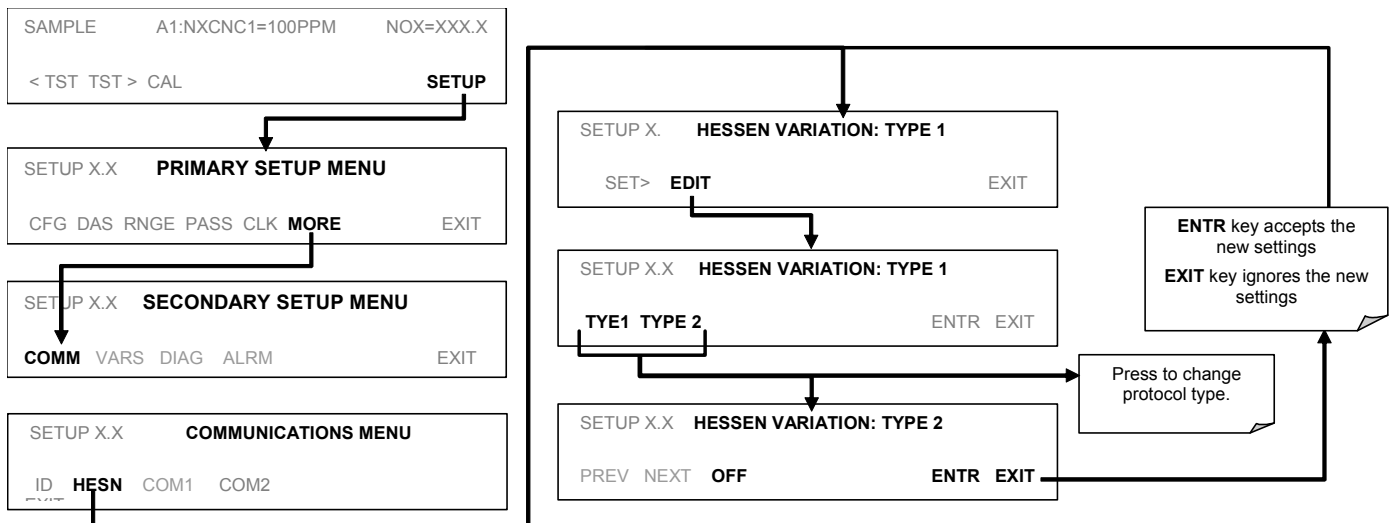 SAMPLE A1:NXCNC1=100PPM NOX=XXX.X
< TST TST > CAL SETUP
SETUP X.X PRIMARY SETUP MENU
CFG DAS RNGE PASS CLK MORE EXIT
SETUP X.X SECONDARY SETUP MENU
COMM VARS DIAG ALRM EXIT
SETUP X.X COMMUNICATIONS MENU
ID HESN COM1 COM2
EXIT
SETUP X. HESSEN VARIATION: TYPE 1
SET> EDIT EXIT
SETUP X.X HESSEN VARIATION: TYPE 1
TYE1 TYPE 2 ENTR EXIT
SETUP X.X HESSEN VARIATION: TYPE 2
PREV NEXT OFF ENTR EXIT
ENTR key accepts the
new settings
EXIT key ignores the new
settings
Press to change
protocol type.